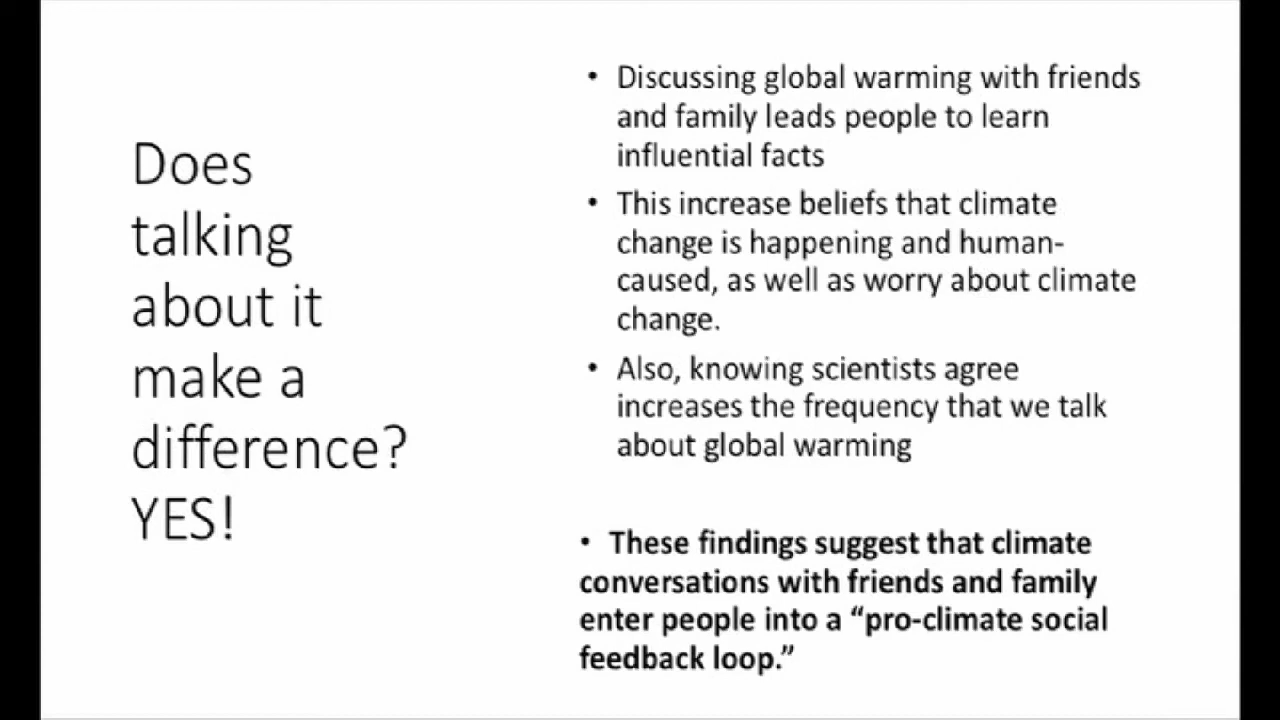 Does
talking
about it
make a
difference?
YES!
• Discussing global warming with friends
and family leads people to learn
influential facts
• This increase beliefs that climate
change is happening and human-
caused, as well as worry about climate
change.
• Also, knowing scientists agree
increases the frequency that we talk
about global warming
• These findings suggest that climate
conversations with friends and family
enter people into a “pro-climate social
feedback loop.”